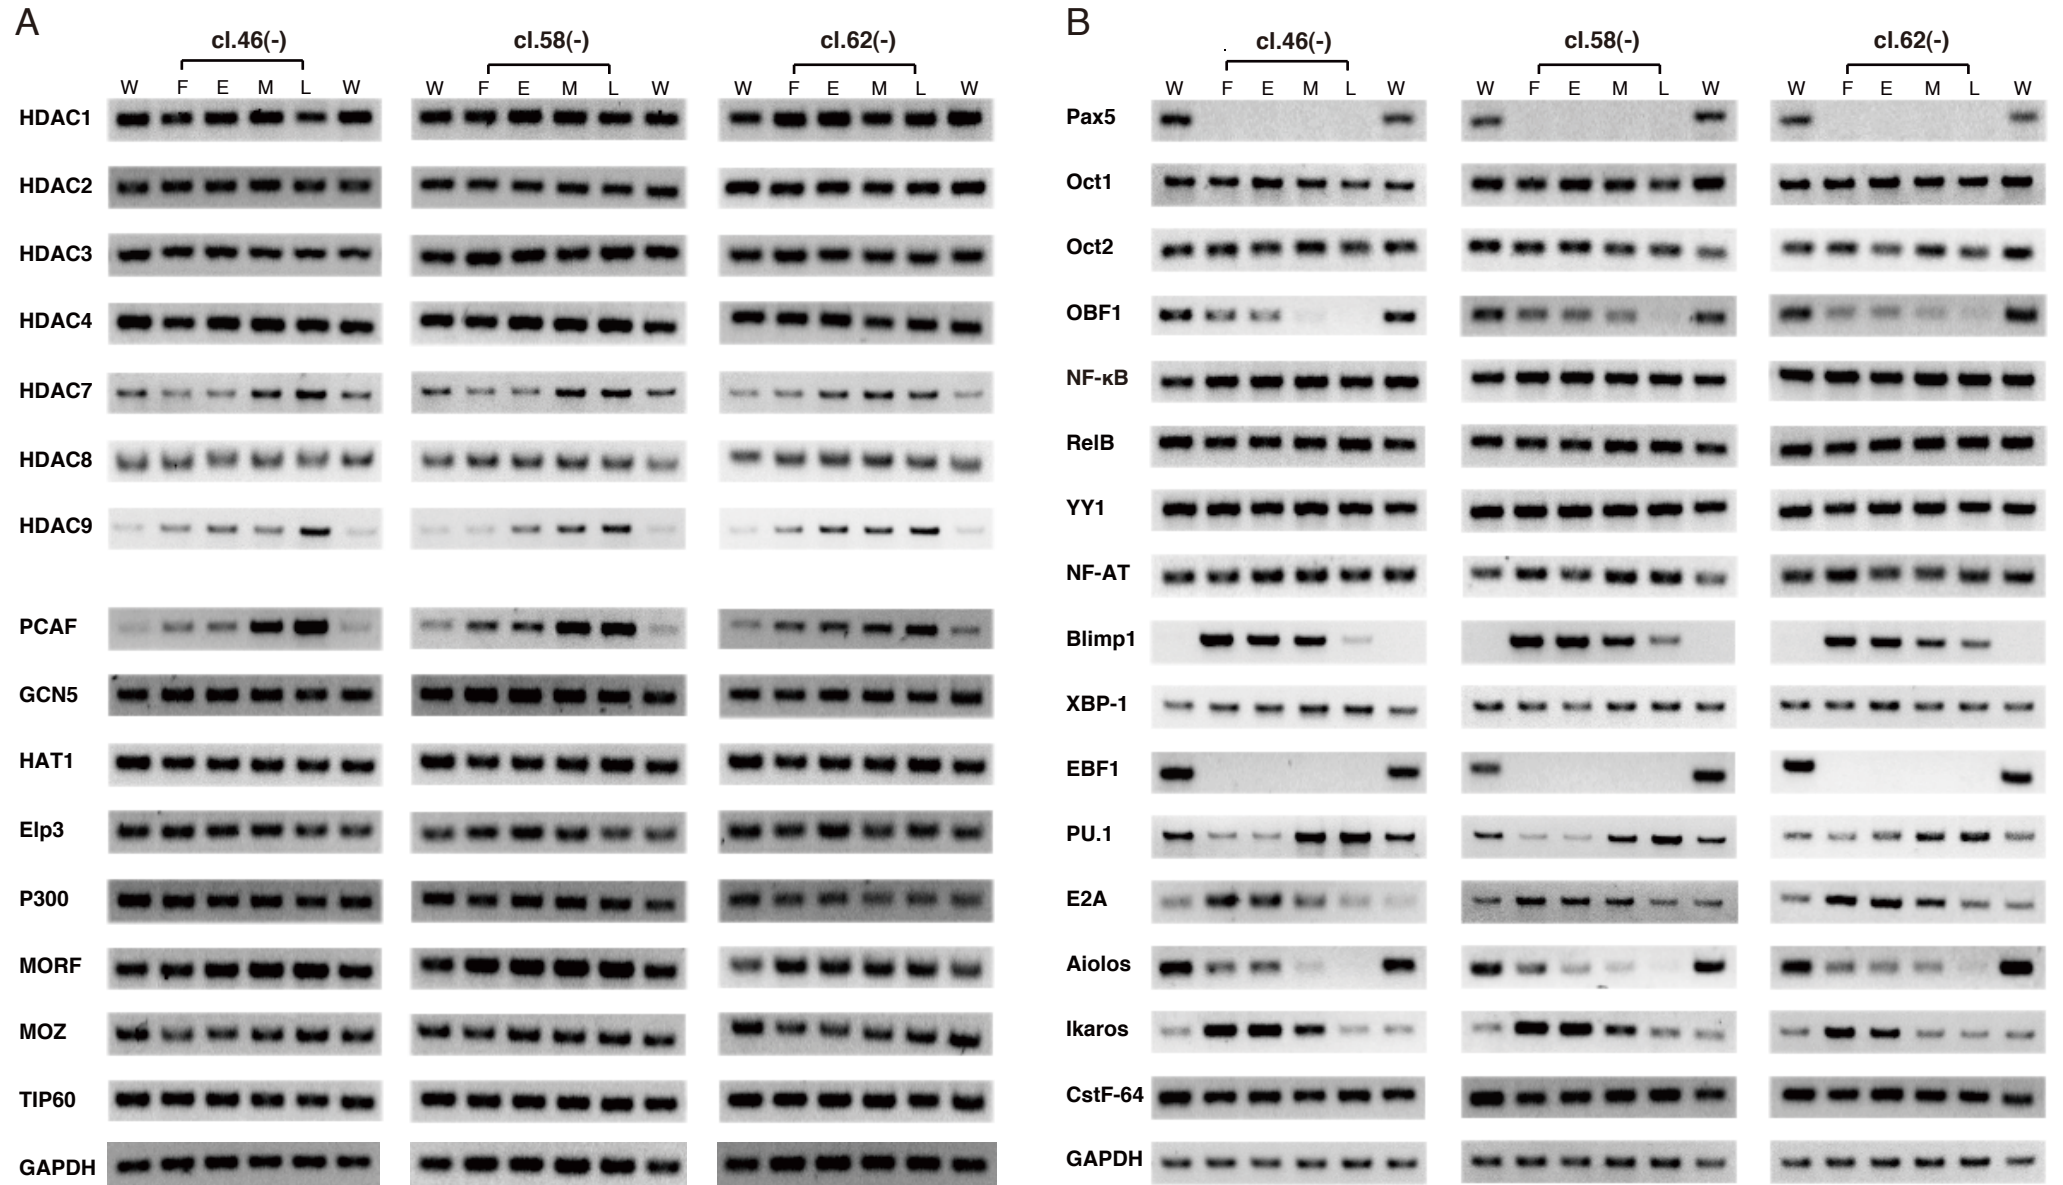 A
cl.46(-) cl.58(-) cl.62(-)
W F E M L W W F E M L W W F E M L W
HDAC1
HDAC2
HDAC3
HDAC4
HDAC7
HDAC8
HDAC9
PCAF
GCN5
HAT1
Elp3
P300
MORF
MOZ
TIP60
GAPDH
B
cl.46(-) cl.58(-) cl.62(-)
W F E M L W W F E M L W W F E M L W
Pax5
Oct1
Oct2
OBF1
NF-κB
RelB
YY1
NF-AT
Blimp1
XBP-1
EBF1
PU.1
E2A
Aiolos
Ikaros
CstF-64
GAPDH